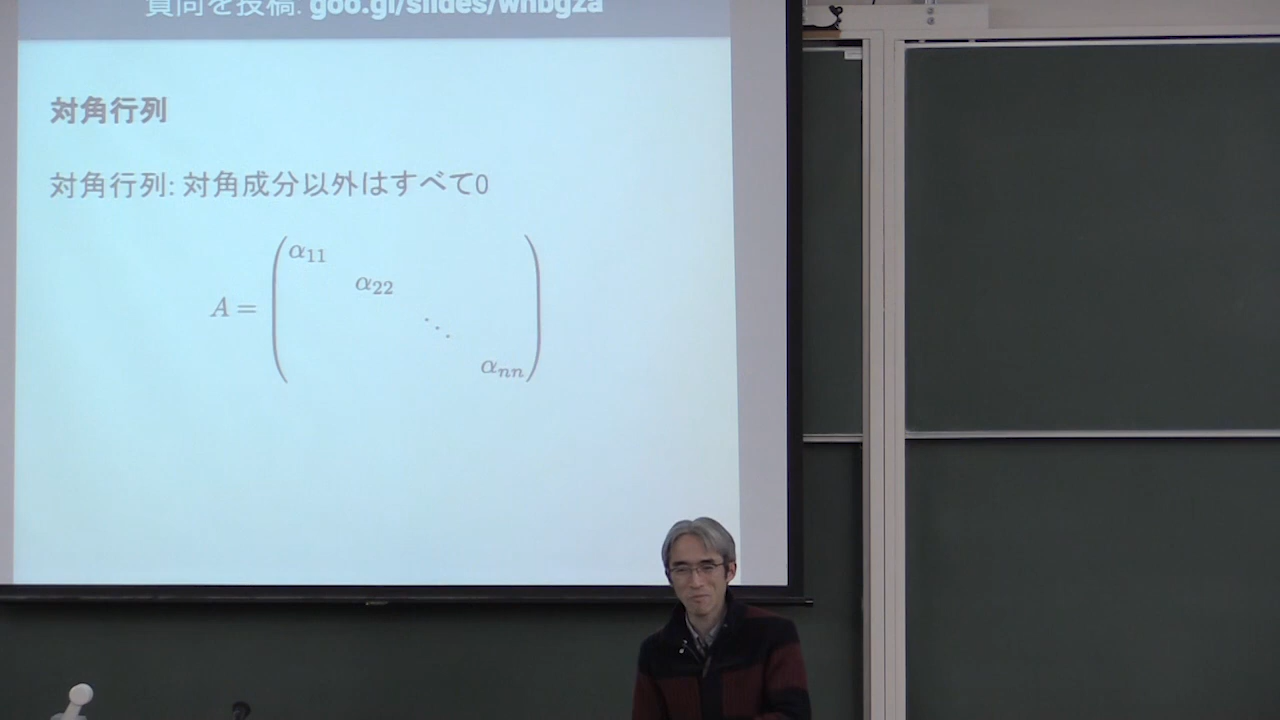 質問を投稿: goo.gl/slides/whbgza
対角行列
対角行列: 対角成分以外はすべて0
A = (α11
α22
⋱
αnn)